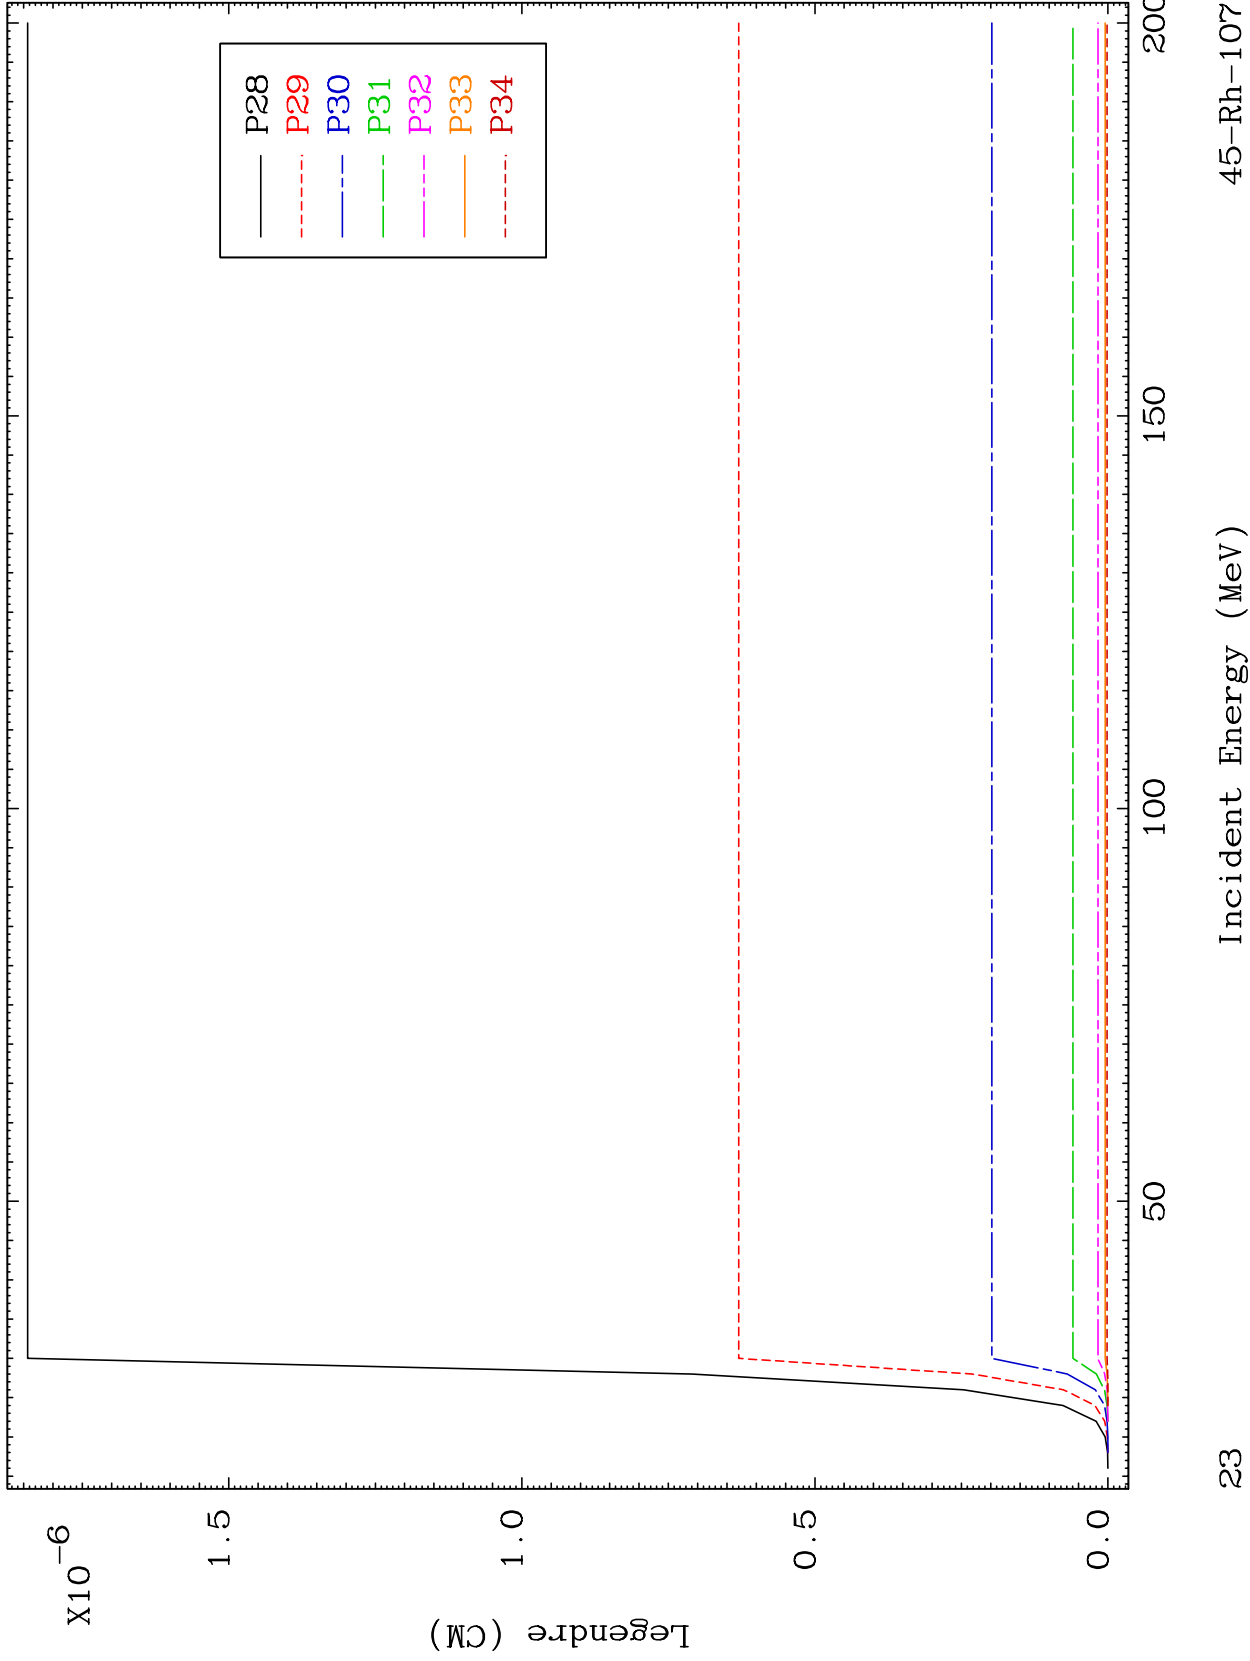 X10-6
Legendre (CM)
1.5
1.0
0.5
0.0
50
100
150
200
Incident Energy (MeV)
P28
P29
P30
P31
P32
P33
P34
23
45-Rh-107